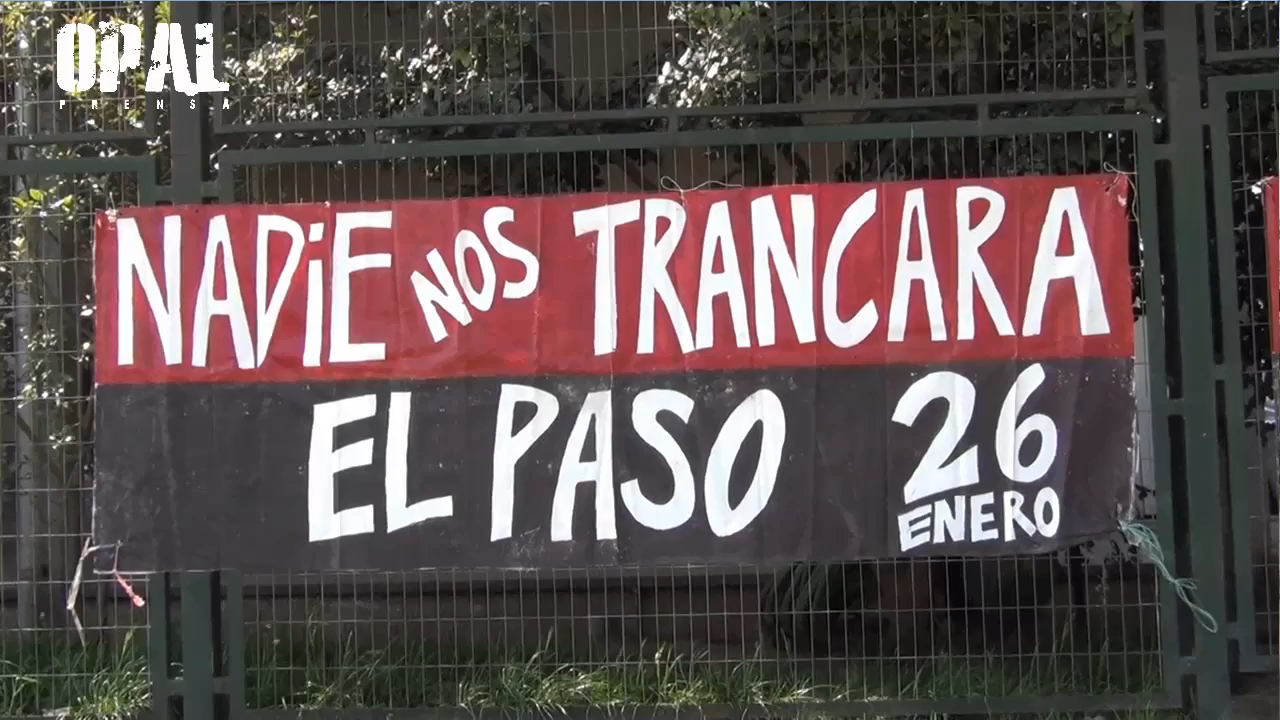 OPAL
PRENSA
NADiE NOS TRANCARA
EL PASO 26
ENERO